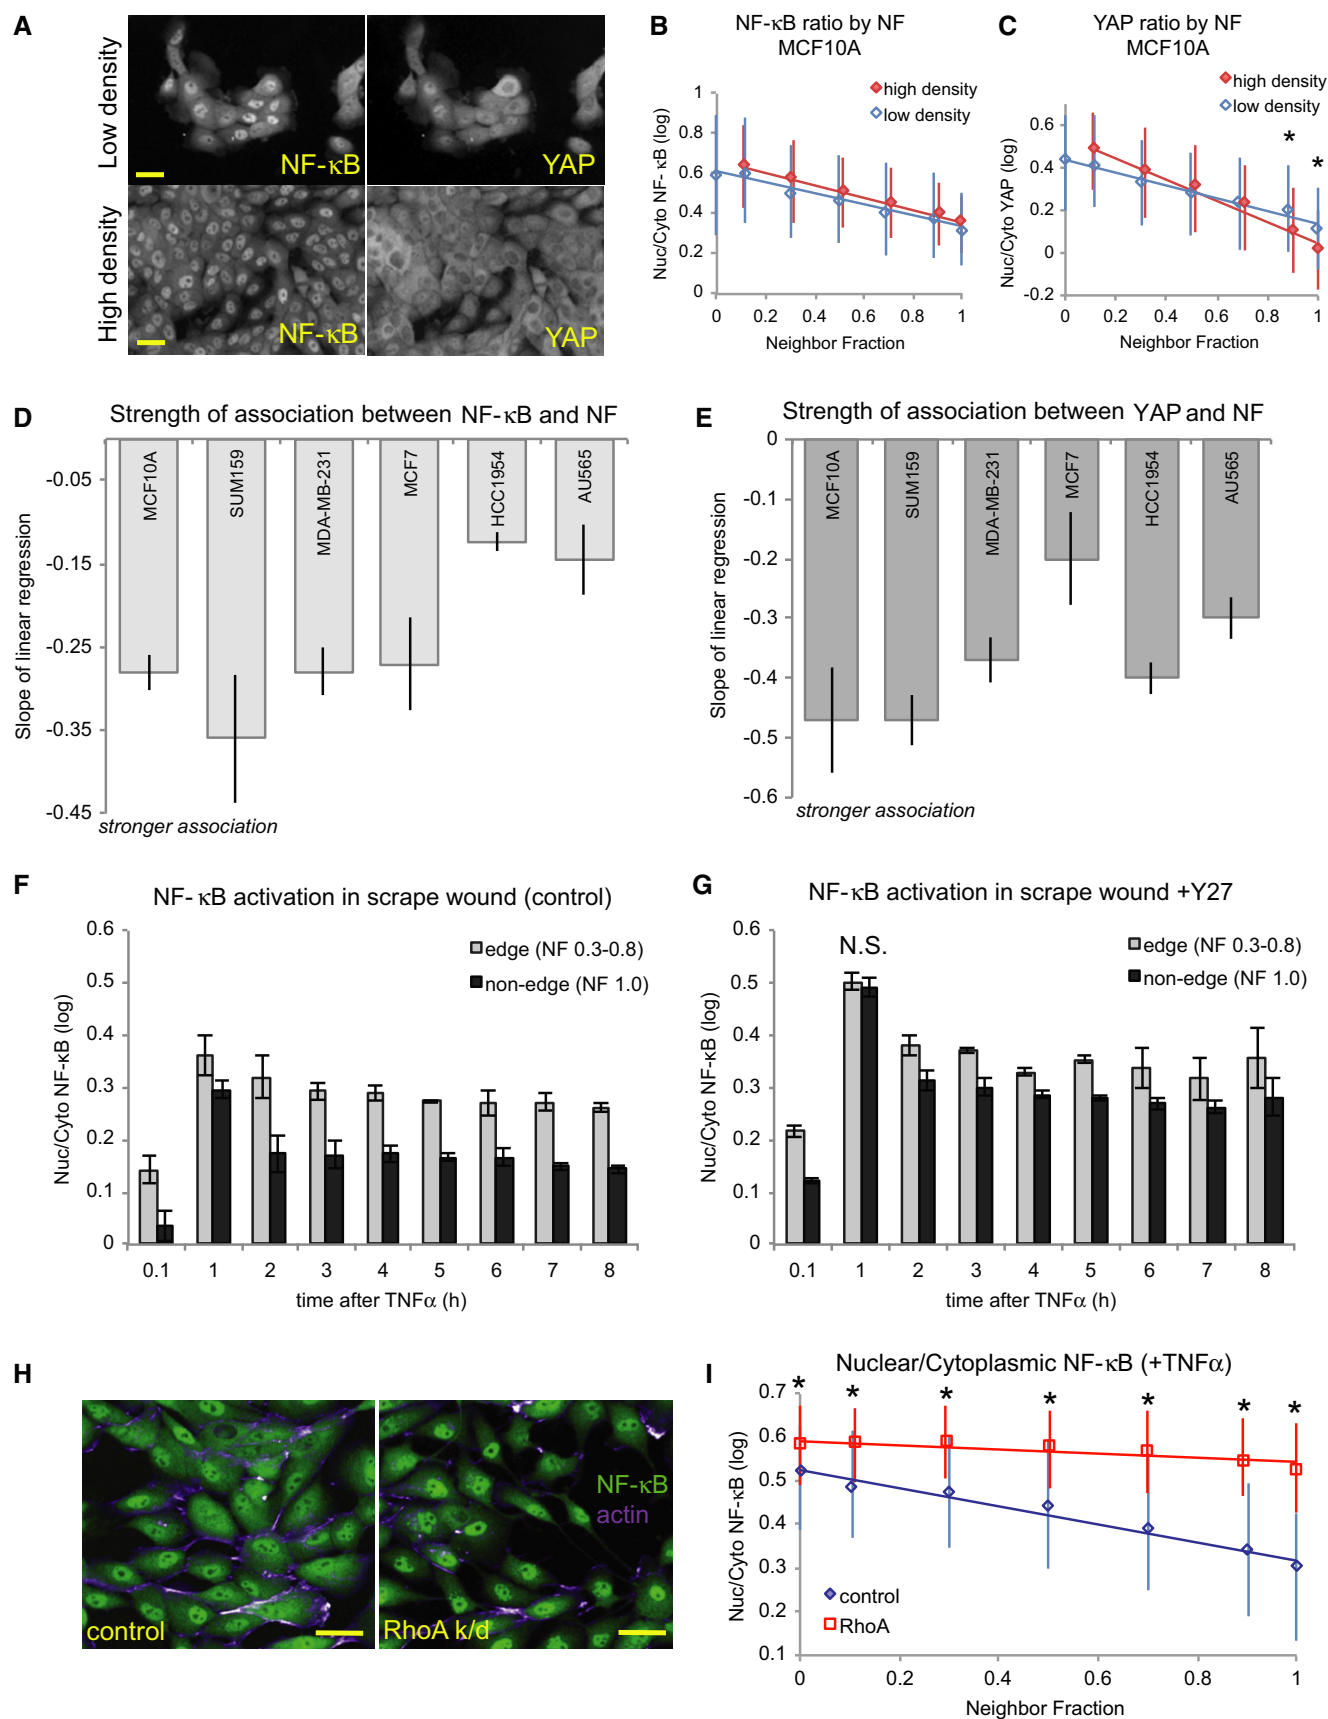 A
Low density
NF-κB
YAP
High density
NF-κB
YAP
B
NF-κB ratio by NF
MCF10A
high density
low density
Nuc/Cyto NF- κB (log)
1
0.8
0.6
0.4
0.2
0
0 0.2 0.4 0.6 0.8 1
Neighbor Fraction
C
YAP ratio by NF
MCF10A
high density
low density
Nuc/Cyto YAP (log)
0.6
0.4
0.2
0
-0.2
*
*
0 0.2 0.4 0.6 0.8 1
Neighbor Fraction
D
Strength of association between NF-κB and NF
Slope of linear regression
-0.05
-0.15
-0.25
-0.35
-0.45
MCF10A
SUM159
MDA-MB-231
MCF7
HCC1954
AU565
stronger association
E
Strength of association between YAP and NF
Slope of linear regression
0
-0.1
-0.2
-0.3
-0.4
-0.5
-0.6
MCF10A
SUM159
MDA-MB-231
MCF7
HCC1954
AU565
stronger association
F
NF- κB activation in scrape wound (control)
edge (NF 0.3-0.8)
non-edge (NF 1.0)
Nuc/Cyto NF-κB (log)
0.6
0.5
0.4
0.3
0.2
0.1
0
0.1 1 2 3 4 5 6 7 8
time after TNFα (h)
G
NF-κB activation in scrape wound +Y27
N.S.
edge (NF 0.3-0.8)
non-edge (NF 1.0)
Nuc/Cyto NF-κB (log)
0.6
0.5
0.4
0.3
0.2
0.1
0
0.1 1 2 3 4 5 6 7 8
time after TNFα (h)
H
control
NF-κB
actin
RhoA k/d
I
Nuclear/Cytoplasmic NF-κB (+TNFα)
* * * * * * *
Nuc/Cyto NF-κB (log)
0.7
0.6
0.5
0.4
0.3
0.2
0.1
control
RhoA
0 0.2 0.4 0.6 0.8 1
Neighbor Fraction